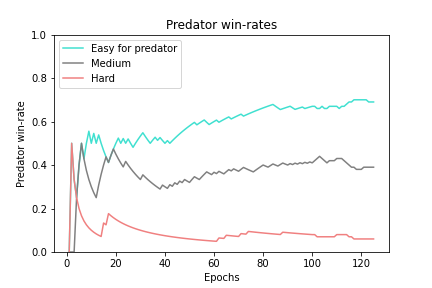 Predator win-rates
Easy for predator
Medium
Hard
Predator win-rate
1.0
0.8
0.6
0.4
0.2
0.0
0 20 40 60 80 100 120
Epochs